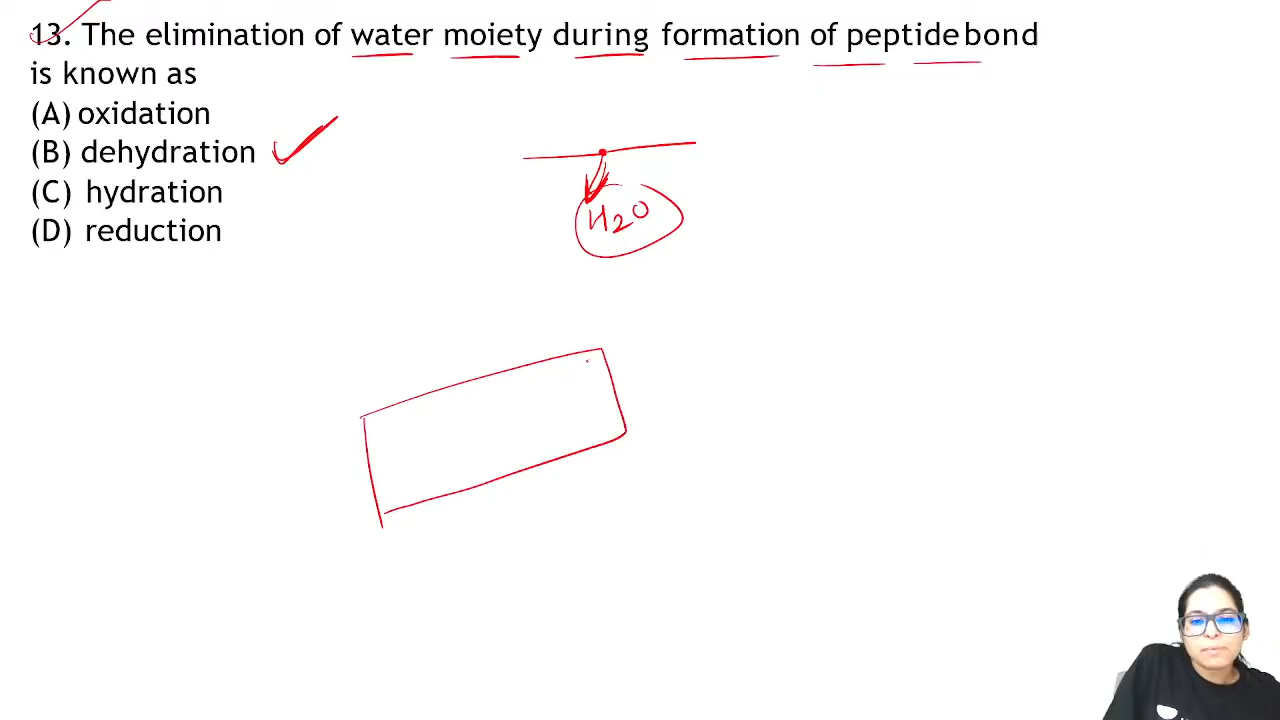 13. The elimination of water moiety during formation of peptide bond
is known as
(A) oxidation
(B) dehydration
(C) hydration
(D) reduction
H2O